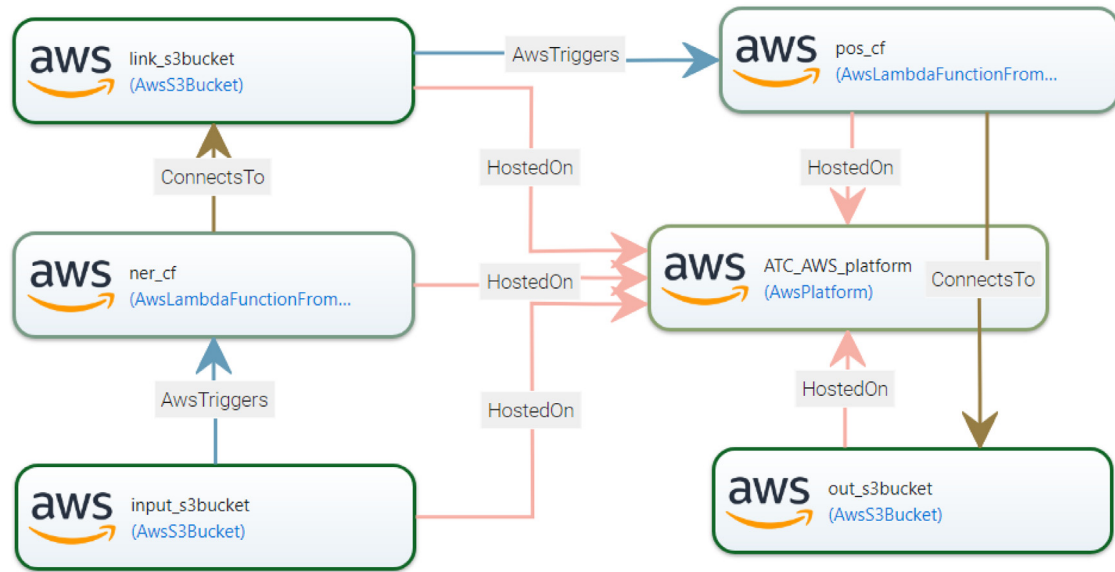 aws
link_s3bucket
(AwsS3Bucket)
AwsTriggers
aws
pos_cf
(AwsLambdaFunctionFrom...
HostedOn
HostedOn
ConnectsTo
aws
ner_cf
(AwsLambdaFunctionFrom...
HostedOn
aws
ATC_AWS_platform
(AwsPlatform)
ConnectsTo
AwsTriggers
HostedOn
HostedOn
aws
input_s3bucket
(AwsS3Bucket)
aws
out_s3bucket
(AwsS3Bucket)